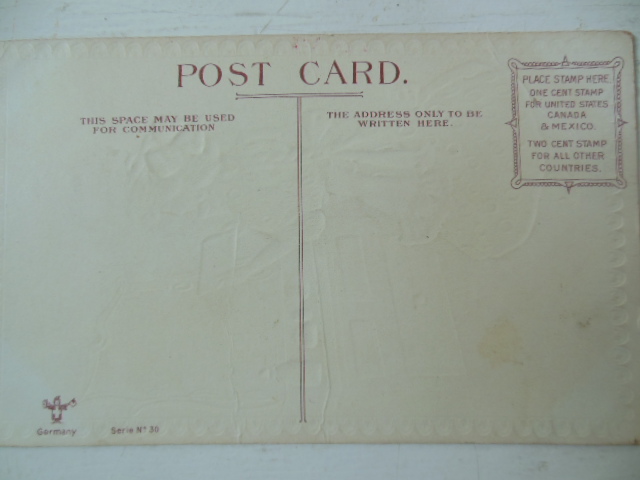 POST CARD.
THIS SPACE MAY BE USED
FOR COMMUNICATION
THE ADDRESS ONLY TO BE
WRITTEN HERE.
PLACE STAMP HERE.
ONE CENT STAMP
FOR UNITED STATES
CANADA
& MEXICO.
TWO CENT STAMP
FOR ALL OTHER
COUNTRIES.
Germany
Serie Nº 30